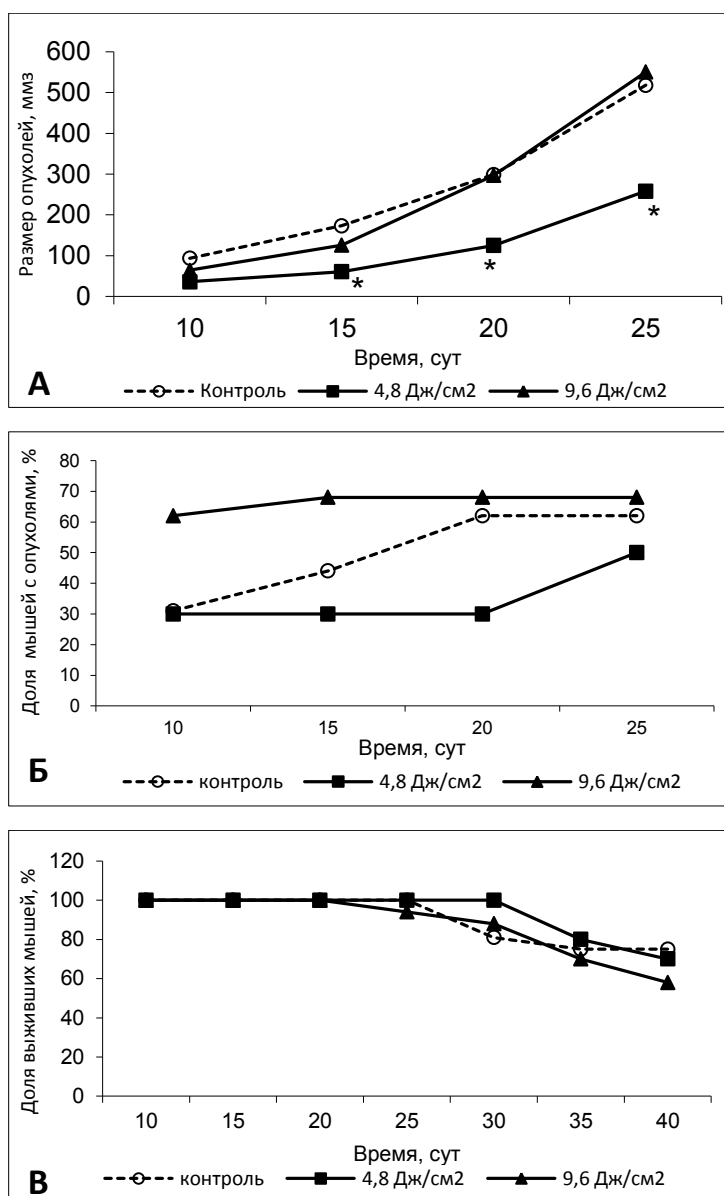 600
500
400
300
200
100
0
Размер опухолей, ммз
*
*
*
10 15 20 25
Время, сут
А
Контроль 4,8 Дж/см2 9,6 Дж/см2
80
70
60
50
40
30
20
10
0
Доля мышей с опухолями, %
10 15 20 25
Время, сут
Б
контроль 4,8 Дж/см2 9,6 Дж/см2
120
100
80
60
40
20
0
Доля выживших мышей, %
10 15 20 25 30 35 40
Время, сут
В
контроль 4,8 Дж/см2 9,6 Дж/см2